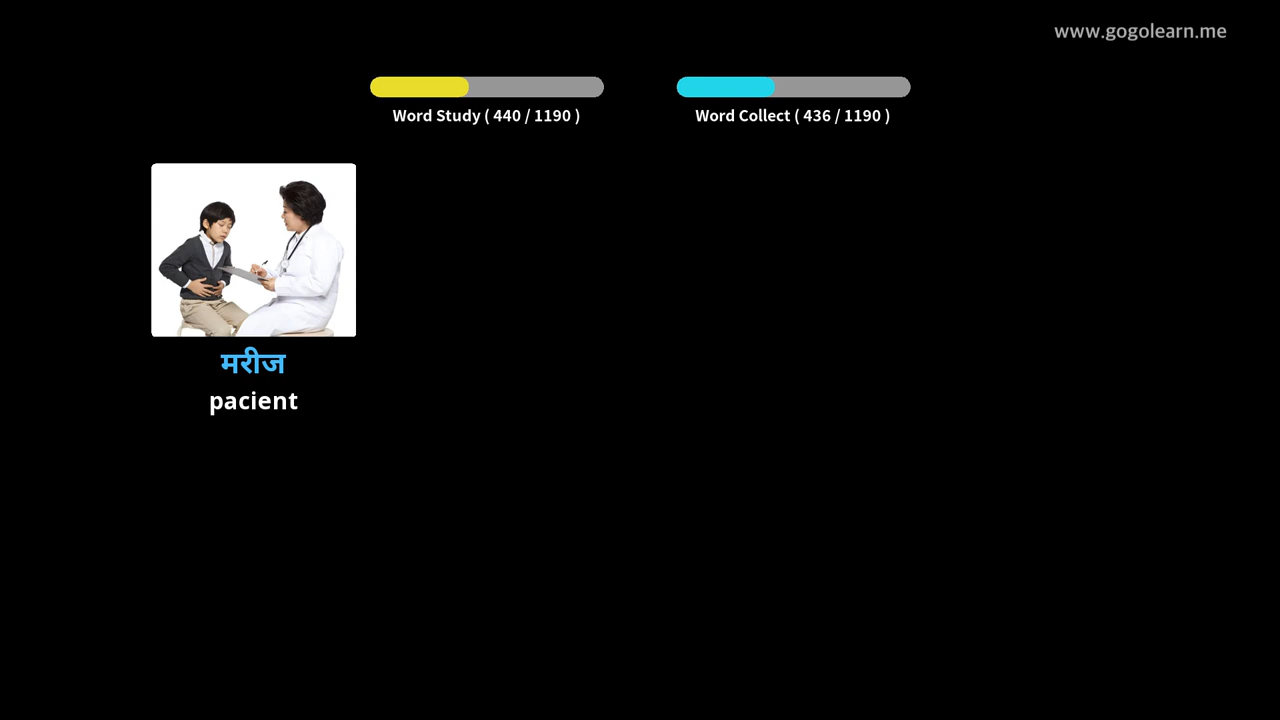 www.gogolearn.me
Word Study ( 440 / 1190 )
Word Collect ( 436 / 1190 )
मरीज
pacient